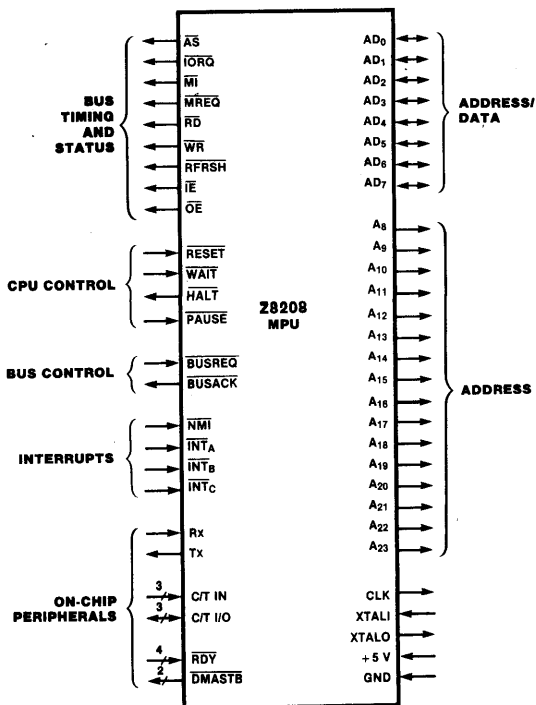 BUS
TIMING
AND
STATUS
AS
IORQ
MI
MREQ
RD
WR
RFRSH
IE
OE
CPU CONTROL
RESET
WAIT
HALT
PAUSE
BUS CONTROL
BUSREQ
BUSACK
INTERRUPTS
NMI
INTA
INTB
INTC
ON-CHIP
PERIPHERALS
Rx
Tx
3
C/T IN
3
C/T I/O
4
RDY
2
DMASTB
Z8208
MPU
AD0
AD1
AD2
AD3
AD4
AD5
AD6
AD7
ADDRESS/
DATA
A8
A9
A10
A11
A12
A13
A14
A15
A16
A17
A18
A19
A20
A21
A22
A23
ADDRESS
CLK
XTALI
XTALO
+5 V
GND